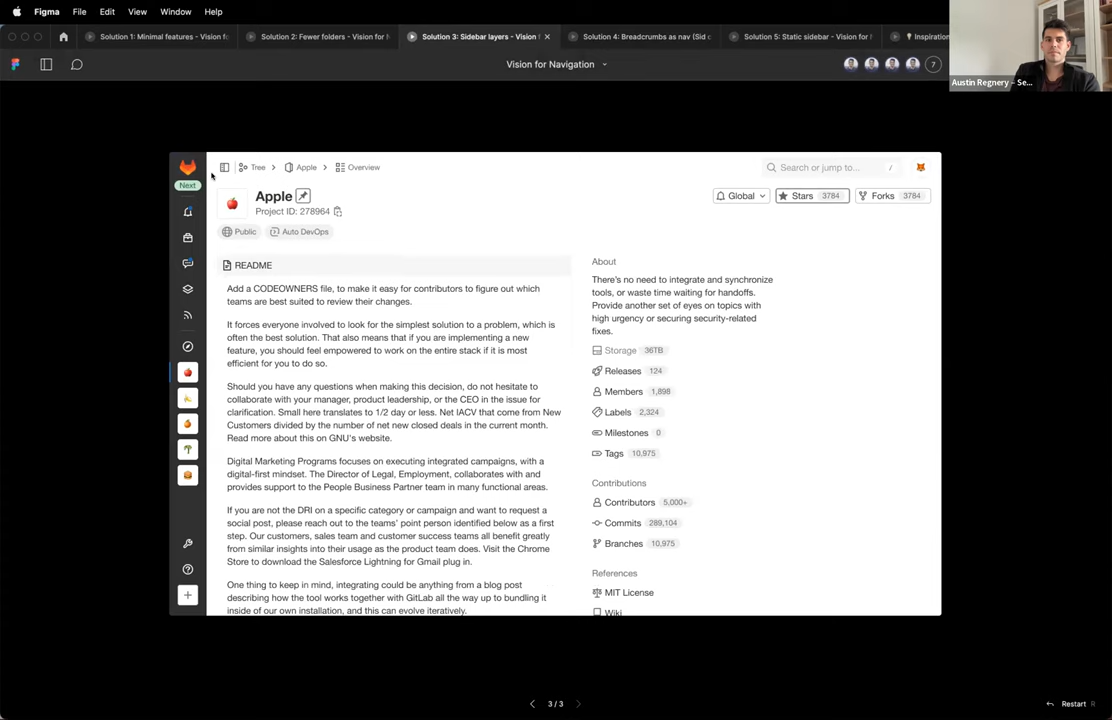 Figma File Edit View Window Help
Solution 1: Minimal features - Vision f
Solution 2: Fewer folders - Vision for
Solution 3: Sidebar layers - Vision
Solution 4: Breadcrumbs as nav (Sid
Solution 5: Static sidebar - Vision for
Inspiration
Vision for Navigation
7
Austin Regnery – Se...
Next
Tree > Apple > Overview
Search or jump to... /
Apple
Project ID: 278964
Global
Stars 3784
Forks 3784
Public Auto DevOps
README
Add a CODEOWNERS file, to make it easy for contributors to figure out which
teams are best suited to review their changes.
It forces everyone involved to look for the simplest solution to a problem, which is
often the best solution. That also means that if you are implementing a new
feature, you should feel empowered to work on the entire stack if it is most
efficient for you to do so.
Should you have any questions when making this decision, do not hesitate to
collaborate with your manager, product leadership, or the CEO in the issue for
clarification. Small here translates to 1/2 day or less. Net IACV that come from New
Customers divided by the number of net new closed deals in the current month.
Read more about this on GNU's website.
Digital Marketing Programs focuses on executing integrated campaigns, with a
digital-first mindset. The Director of Legal, Employment, collaborates with and
provides support to the People Business Partner team in many functional areas.
If you are not the DRI on a specific category or campaign and want to request a
social post, please reach out to the teams' point person identified below as a first
step. Our customers, sales team and customer success teams all benefit greatly
from similar insights into their usage as the product team does. Visit the Chrome
Store to download the Salesforce Lightning for Gmail plug in.
One thing to keep in mind, integrating could be anything from a blog post
describing how the tool works together with GitLab all the way up to bundling it
inside of our own installation, and this can evolve iteratively.
About
There's no need to integrate and synchronize
tools, or waste time waiting for handoffs.
Provide another set of eyes on topics with
high urgency or securing security-related
fixes.
Storage 36TB
Releases 124
Members 1,898
Labels 2,324
Milestones 0
Tags 10,975
Contributions
Contributors 5,000+
Commits 289,104
Branches 10,975
References
MIT License
Wiki
3 / 3
Restart R